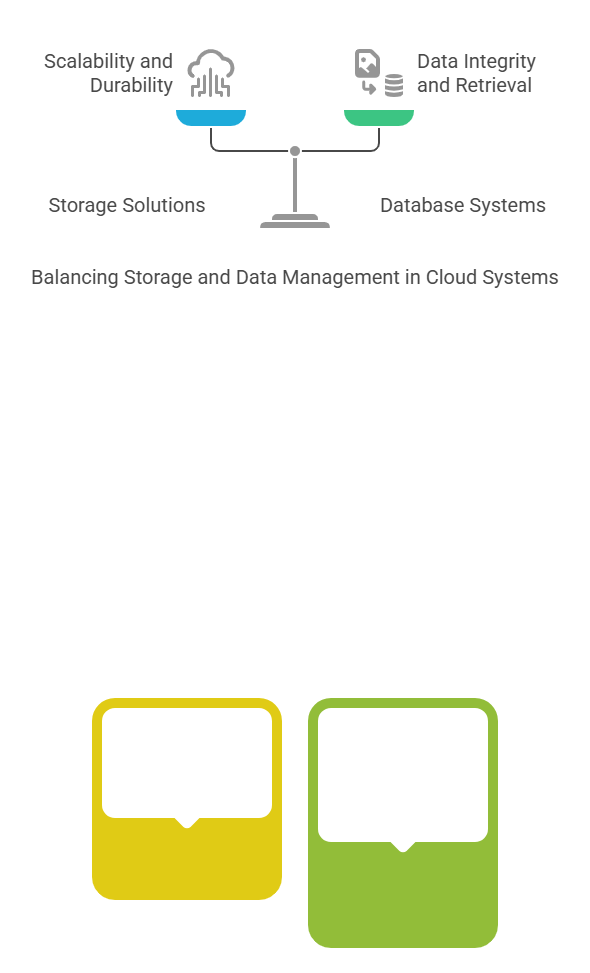 Scalability and
Durability
Data Integrity
and Retrieval
Storage Solutions
Database Systems
Balancing Storage and Data Management in Cloud Systems